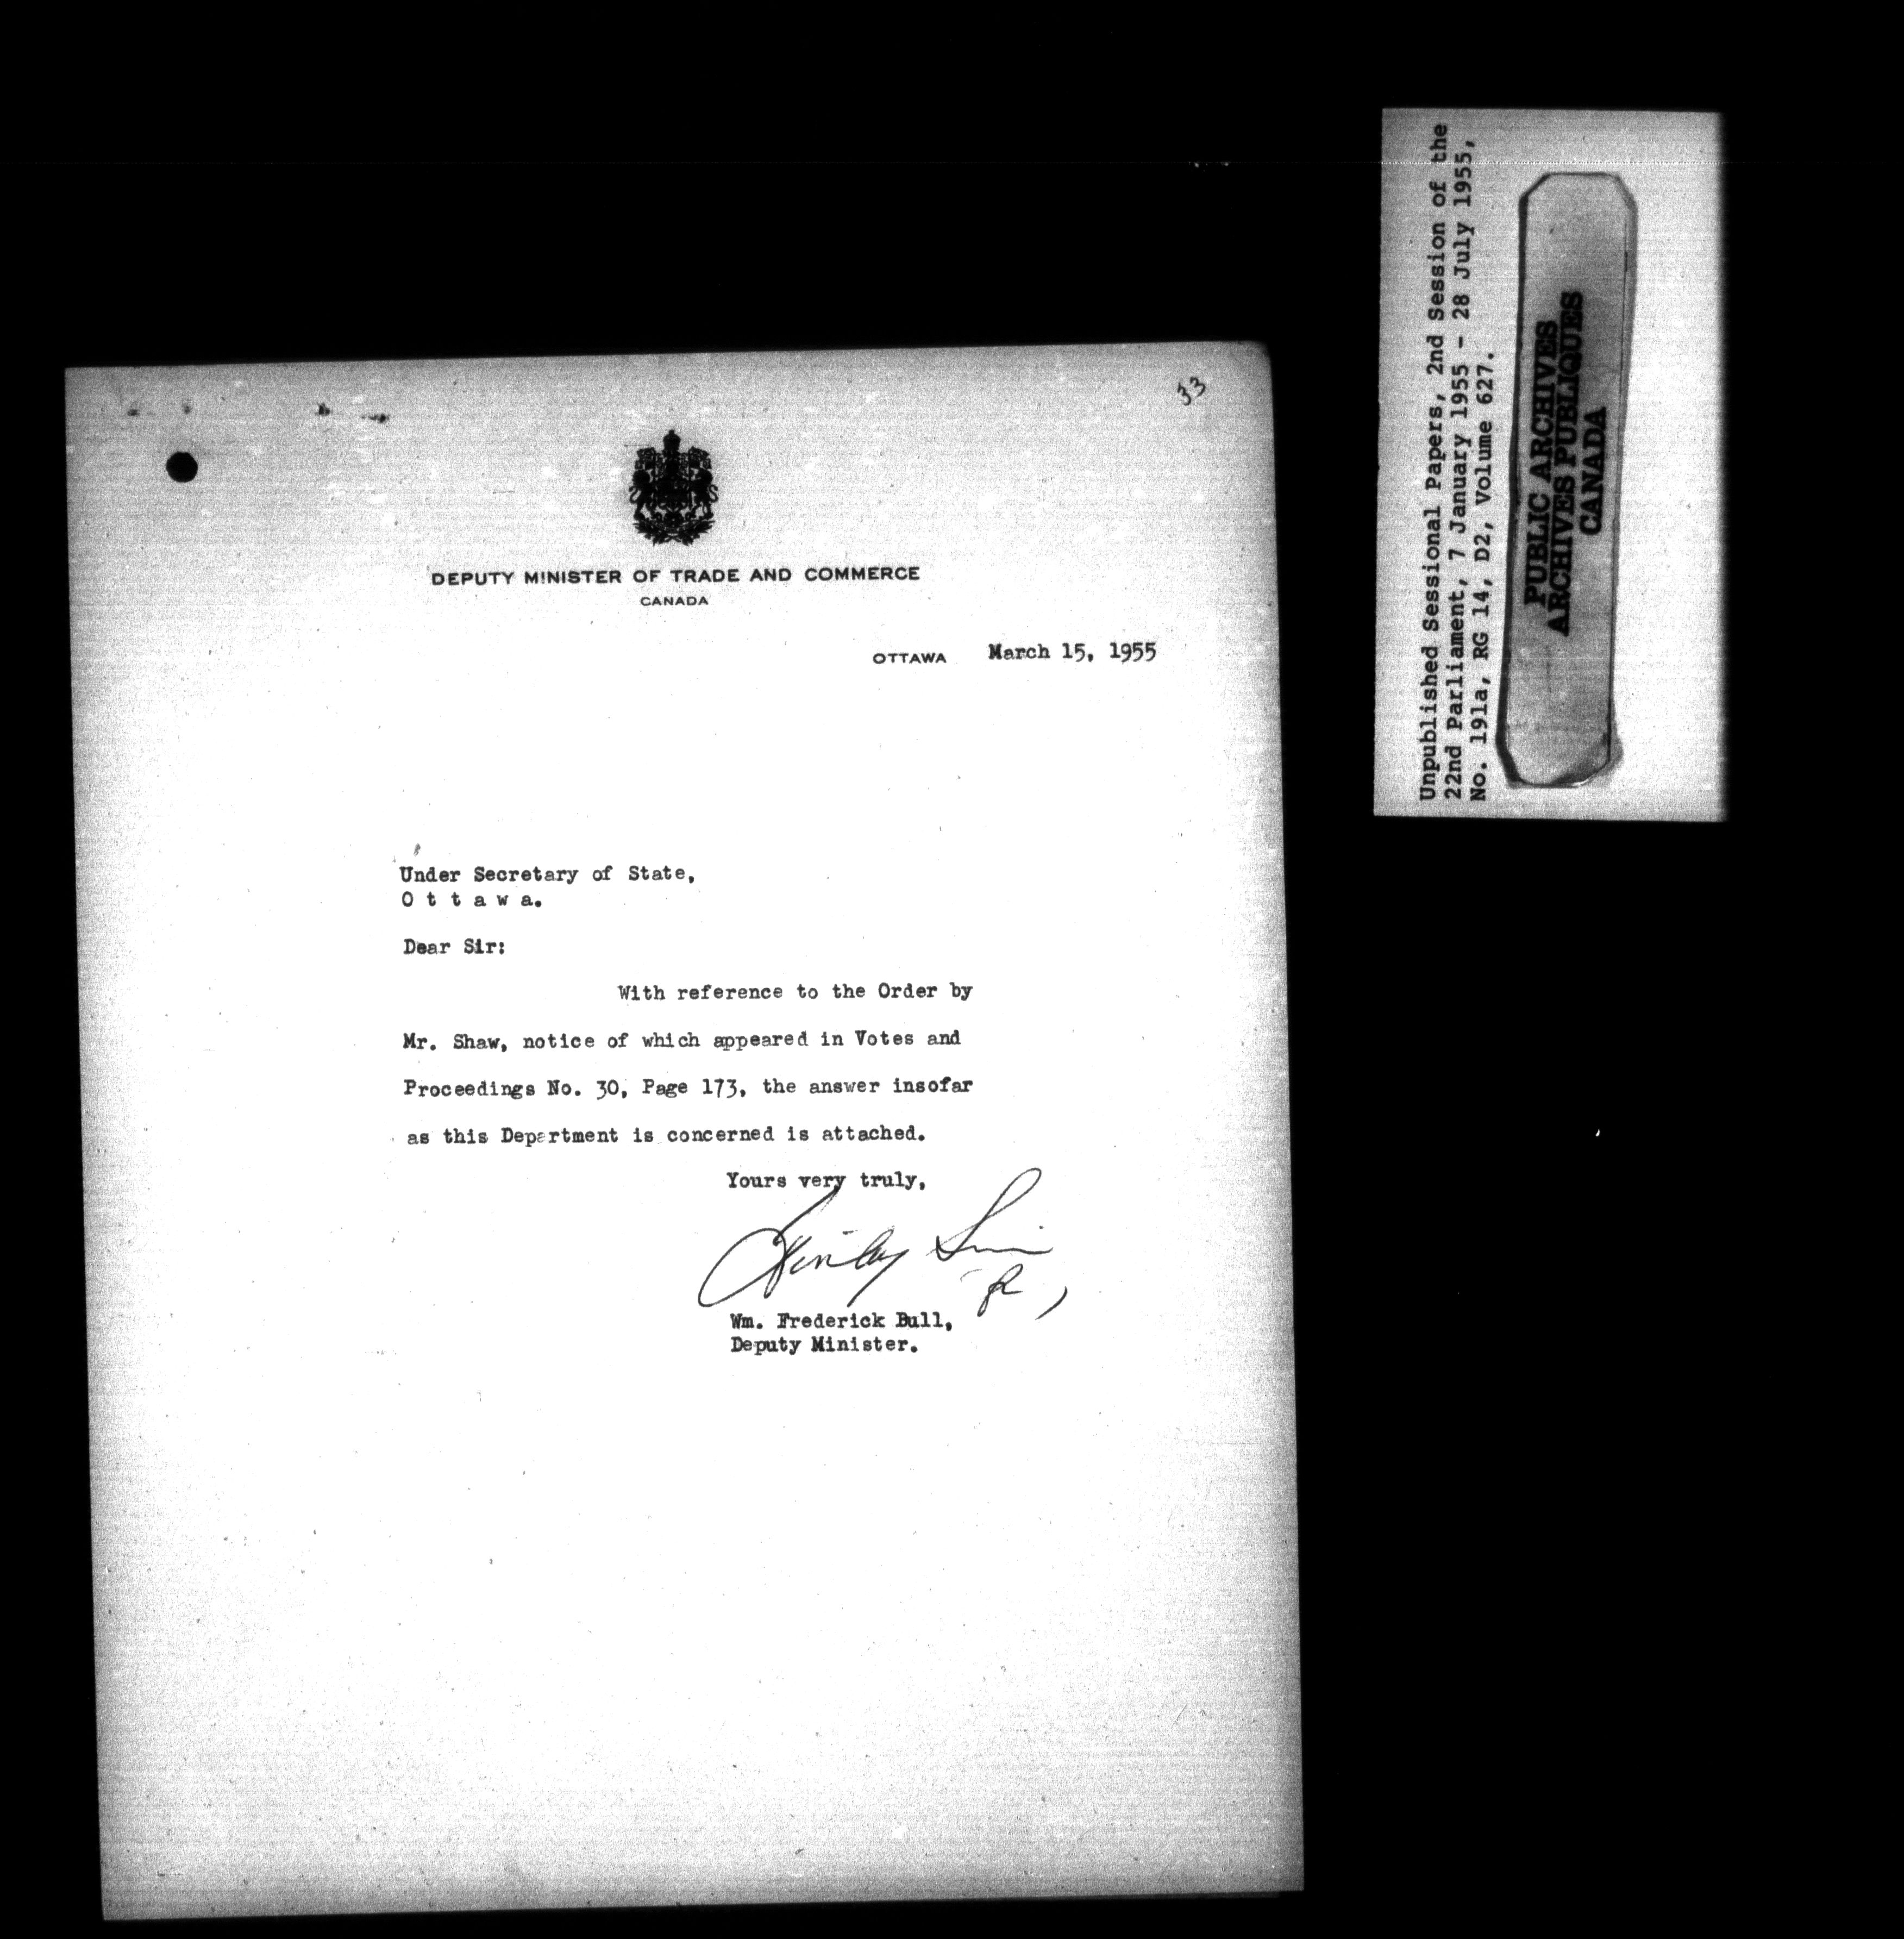 33
DEPUTY MINISTER OF TRADE AND COMMERCE
CANADA
OTTAWA March 15, 1955
Under Secretary of State,
O t t a w a.
Dear Sir:
With reference to the Order by
Mr. Shaw, notice of which appeared in Votes and
Proceedings No. 30, Page 173, the answer insofar
as this Department is concerned is attached.
Yours very truly,
Wm. Frederick Bull,
Deputy Minister.
Unpublished Sessional Papers, 2nd Session of the
22nd Parliament, 7 January 1955 - 28 July 1955,
No. 191a, RG 14, D2, Volume 627.
PUBLIC ARCHIVES
ARCHIVES PUBLIQUES
CANADA